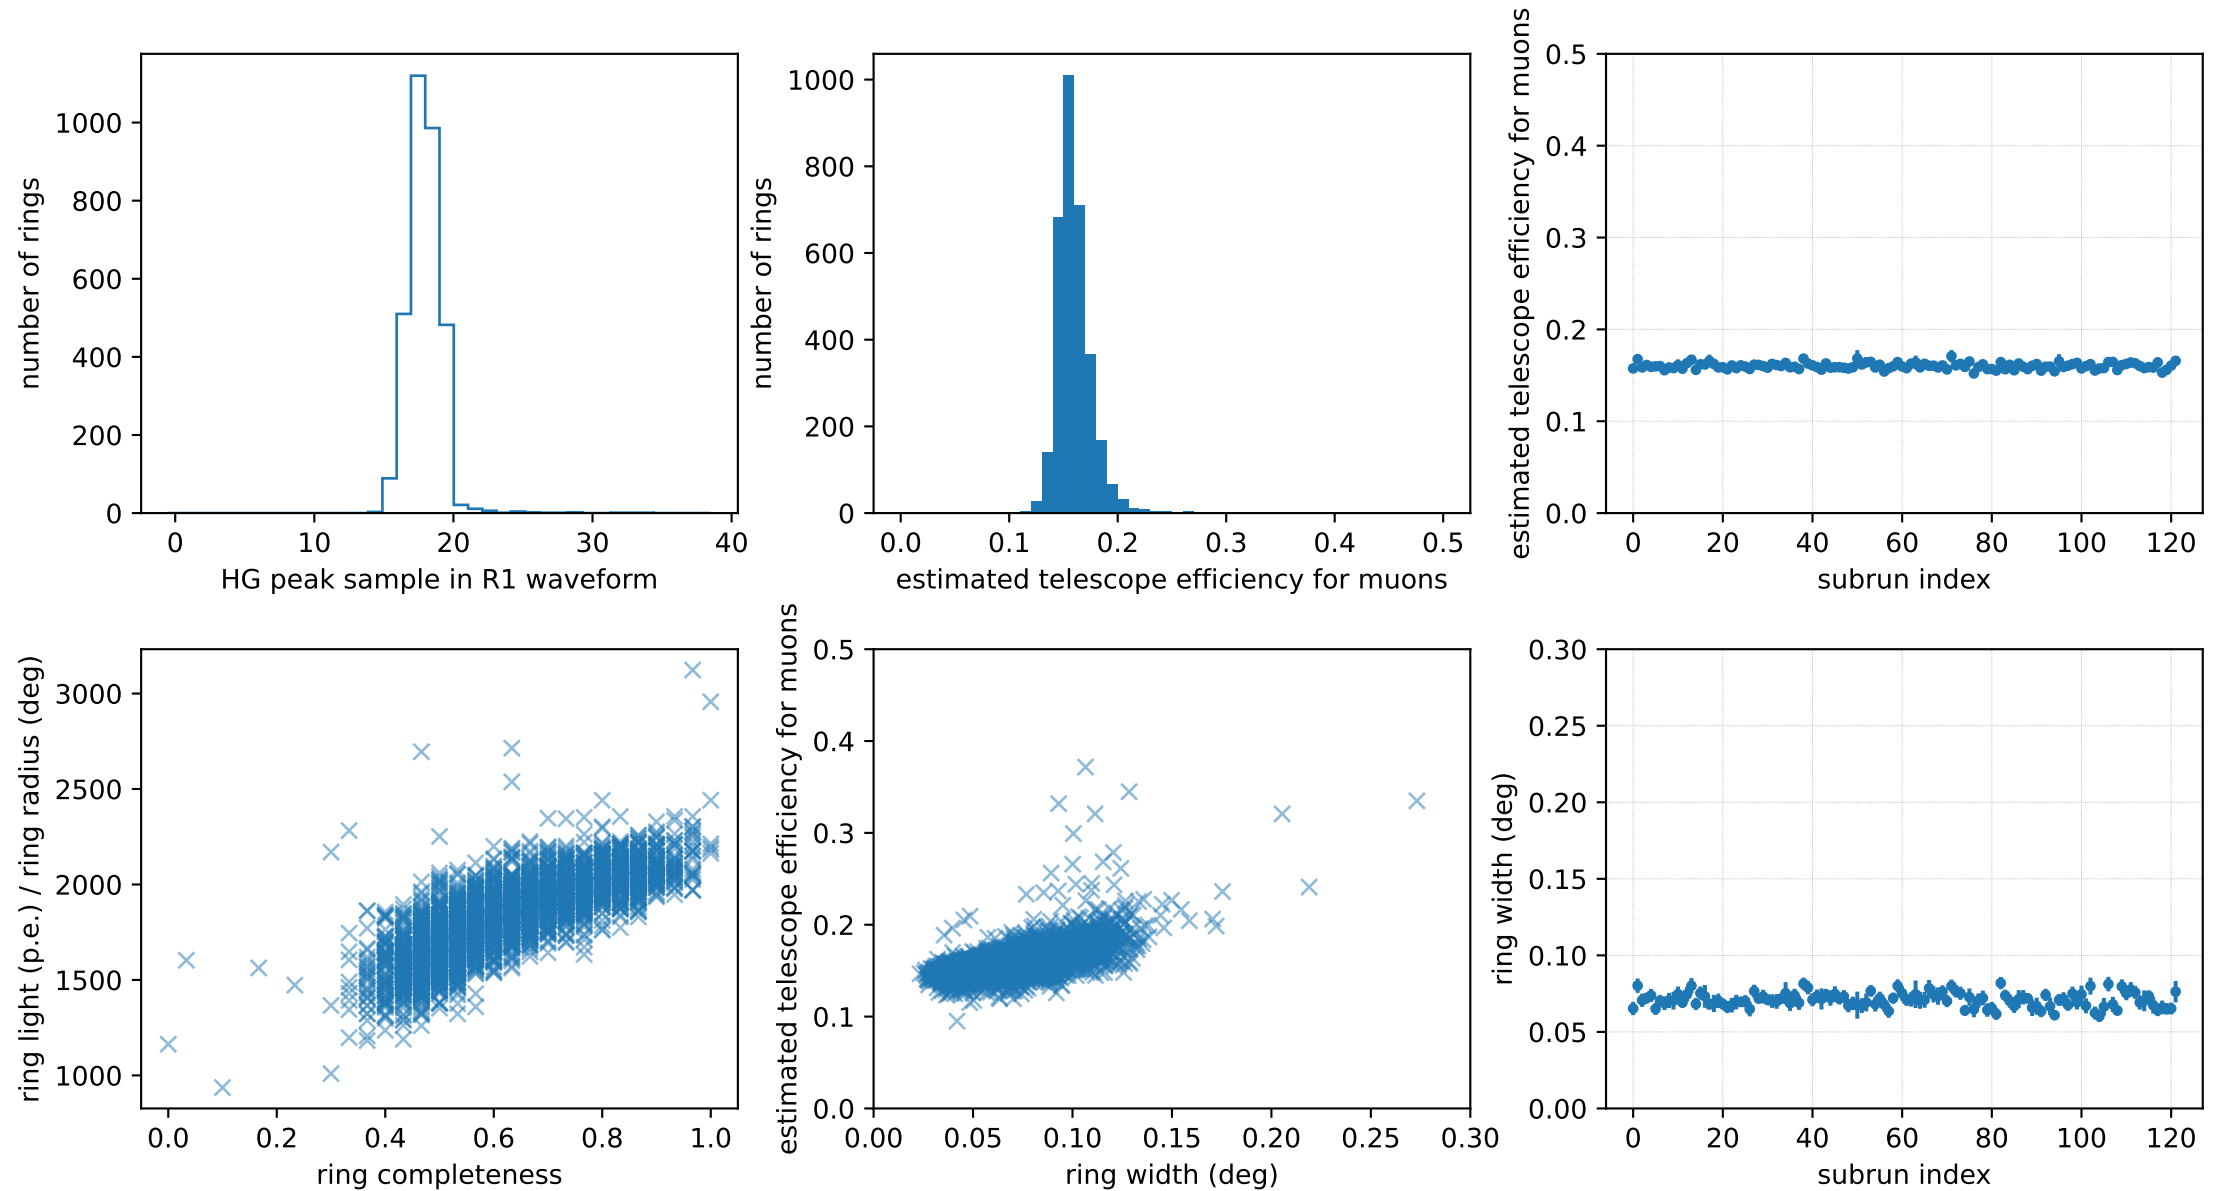 number of rings
1000
800
600
400
200
0
0 10 20 30 40
HG peak sample in R1 waveform
number of rings
1000
800
600
400
200
0
0.0 0.1 0.2 0.3 0.4 0.5
estimated telescope efficiency for muons
estimated telescope efficiency for muons
0.5
0.4
0.3
0.2
0.1
0.0
0 20 40 60 80 100 120
subrun index
ring light (p.e.) / ring radius (deg)
3000
2500
2000
1500
1000
0.0 0.2 0.4 0.6 0.8 1.0
ring completeness
estimated telescope efficiency for muons
0.5
0.4
0.3
0.2
0.1
0.0
0.00 0.05 0.10 0.15 0.20 0.25 0.30
ring width (deg)
ring width (deg)
0.30
0.25
0.20
0.15
0.10
0.05
0.00
0 20 40 60 80 100 120
subrun index